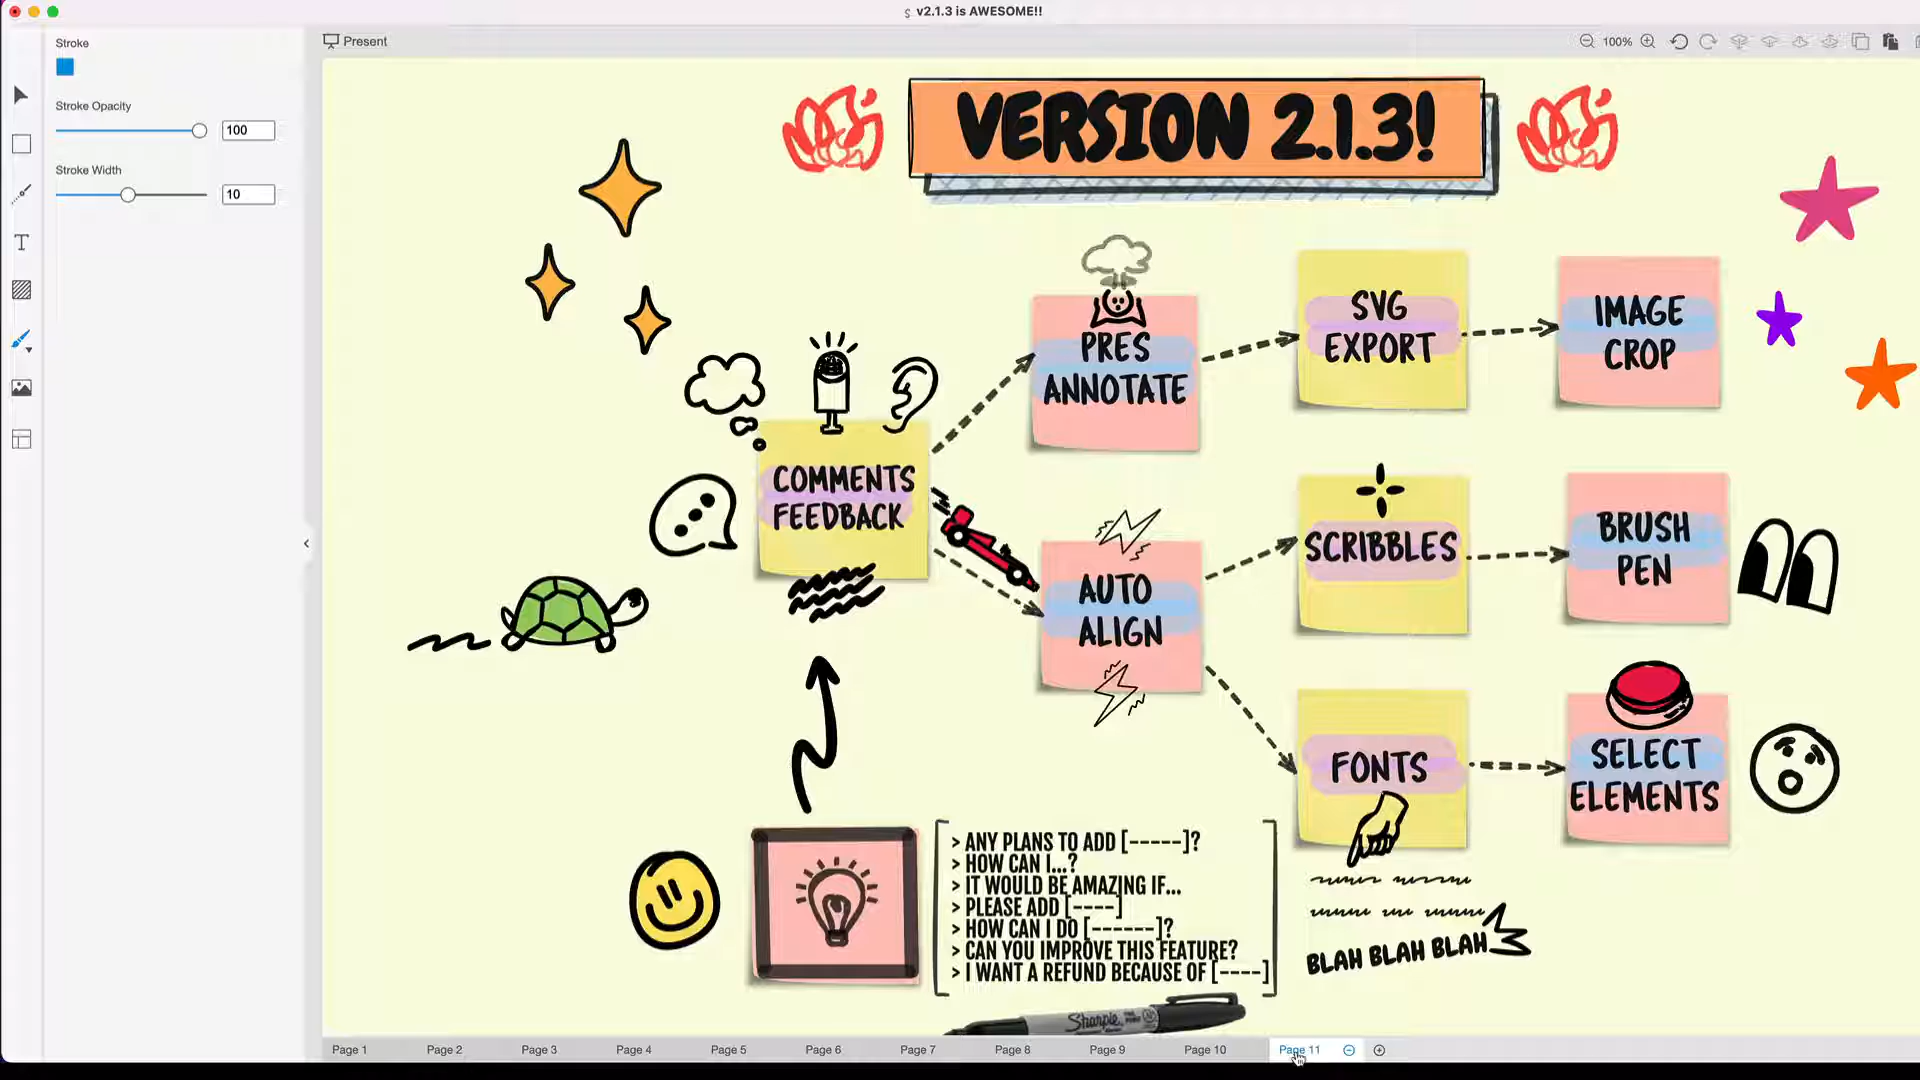 v2.1.3 is AWESOME!!
Stroke
Stroke Opacity
100
Stroke Width
10
Present
100%
VERSION 2.1.3!
PRES
ANNOTATE
SVG
EXPORT
IMAGE
CROP
COMMENTS
FEEDBACK
AUTO
ALIGN
SCRIBBLES
BRUSH
PEN
FONTS
SELECT
ELEMENTS
> ANY PLANS TO ADD [-----]?
> HOW CAN I...?
> IT WOULD BE AMAZING IF...
> PLEASE ADD [----]
> HOW CAN I DO [------]?
> CAN YOU IMPROVE THIS FEATURE?
> I WANT A REFUND BECAUSE OF [----]
BLAH BLAH BLAH
Sharpie
Page 1
Page 2
Page 3
Page 4
Page 5
Page 6
Page 7
Page 8
Page 9
Page 10
Page 11